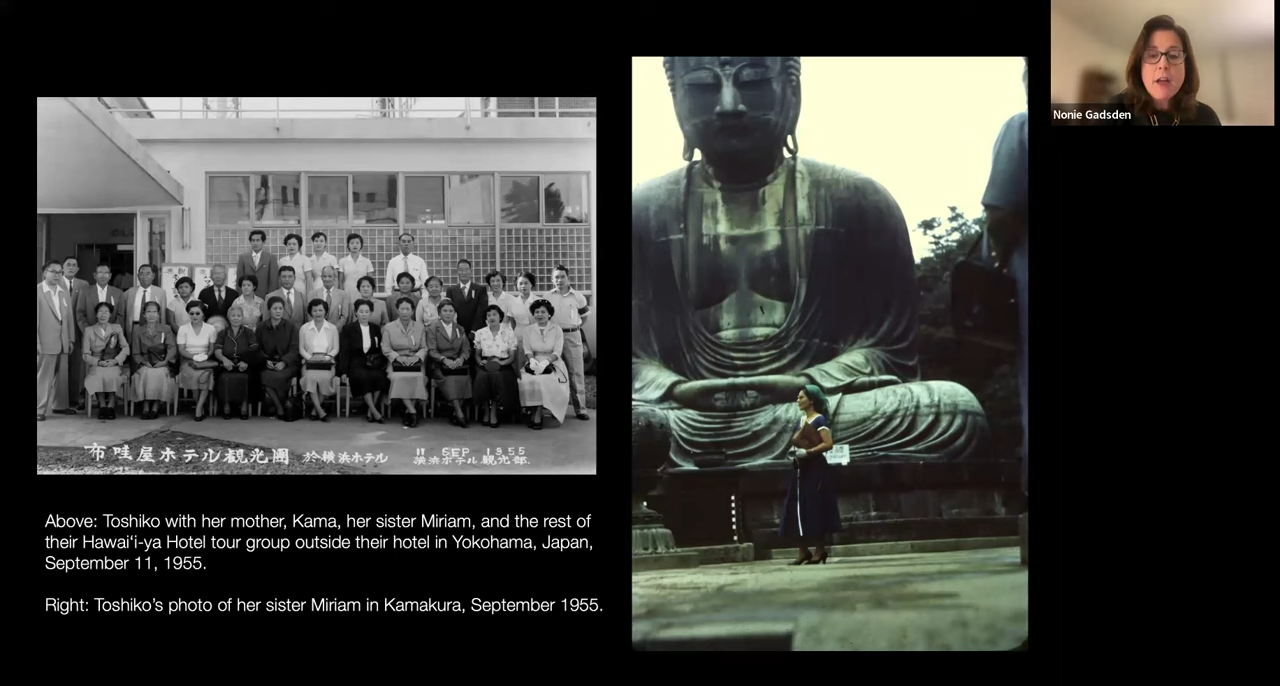 布哇屋ホテル観光團 於横浜ホテル
11 SEP 1955
横浜ホテル観光部.
Above: Toshiko with her mother, Kama, her sister Miriam, and the rest of
their Hawai‘i-ya Hotel tour group outside their hotel in Yokohama, Japan,
September 11, 1955.
Right: Toshiko’s photo of her sister Miriam in Kamakura, September 1955.
Nonie Gadsden